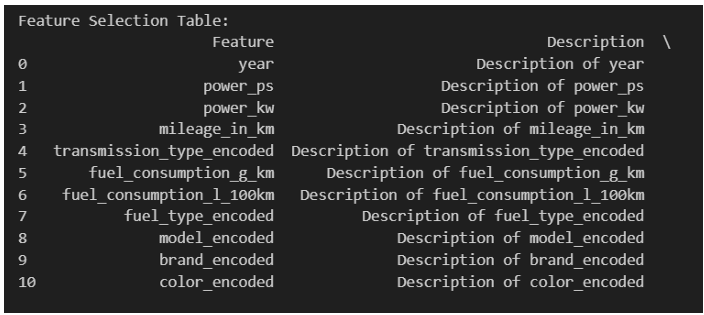 Feature Selection Table:
Feature Description \
0 year Description of year
1 power_ps Description of power_ps
2 power_kw Description of power_kw
3 mileage_in_km Description of mileage_in_km
4 transmission_type_encoded Description of transmission_type_encoded
5 fuel_consumption_g_km Description of fuel_consumption_g_km
6 fuel_consumption_l_100km Description of fuel_consumption_l_100km
7 fuel_type_encoded Description of fuel_type_encoded
8 model_encoded Description of model_encoded
9 brand_encoded Description of brand_encoded
10 color_encoded Description of color_encoded